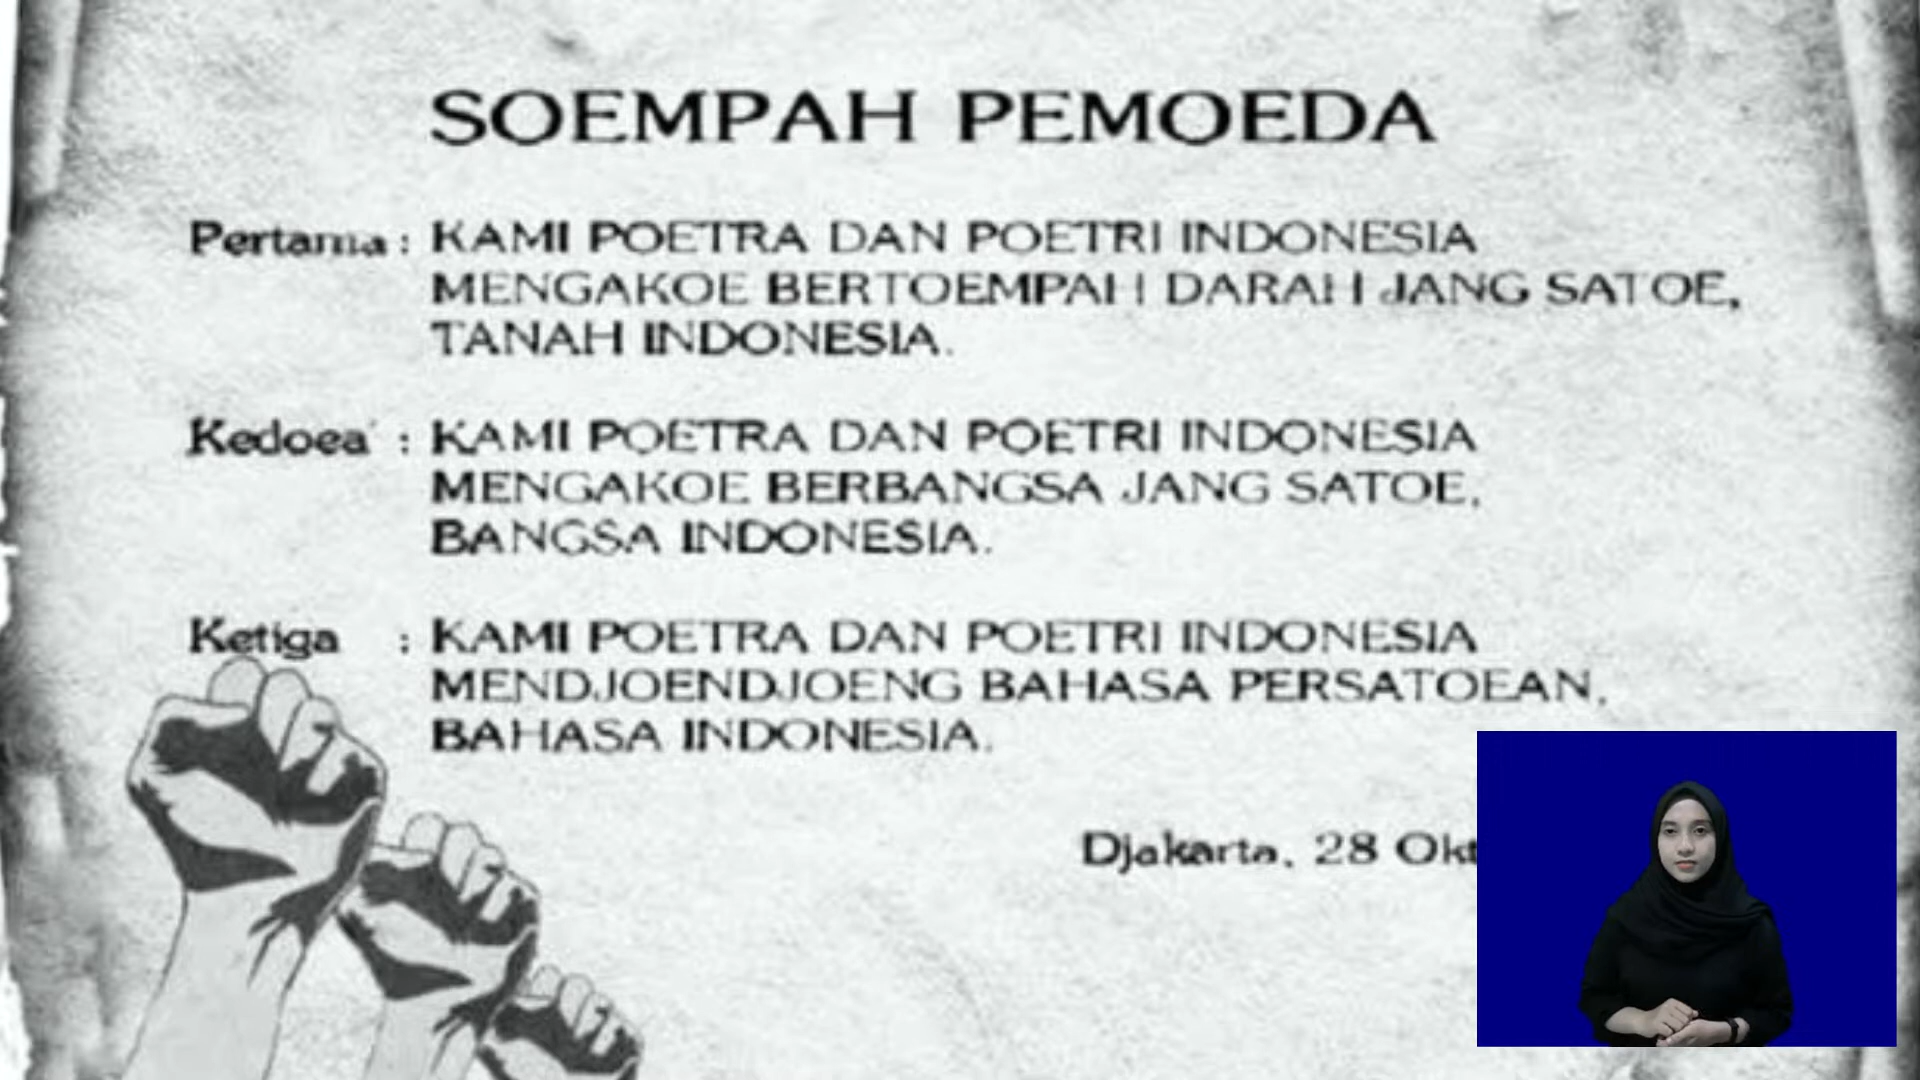 SOEMPAH PEMOEDA
Pertama : KAMI POETRA DAN POETRI INDONESIA
MENGAKOE BERTOEMPAH DARAH JANG SATOE,
TANAH INDONESIA.
Kedoea : KAMI POETRA DAN POETRI INDONESIA
MENGAKOE BERBANGSA JANG SATOE,
BANGSA INDONESIA.
Ketiga : KAMI POETRA DAN POETRI INDONESIA
MENDJOENDJOENG BAHASA PERSATOEAN,
BAHASA INDONESIA.
Djakarta, 28